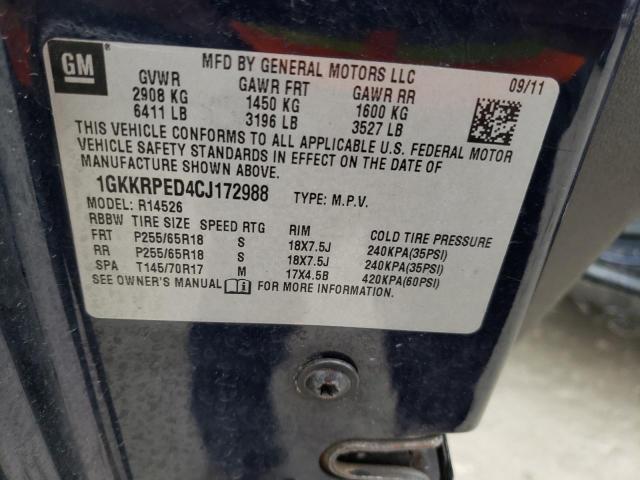 GM
MFD BY GENERAL MOTORS LLC
09/11
GVWR GAWR FRT GAWR RR
2908 KG 1450 KG 1600 KG
6411 LB 3196 LB 3527 LB
THIS VEHICLE CONFORMS TO ALL APPLICABLE U.S. FEDERAL MOTOR
VEHICLE SAFETY STANDARDS IN EFFECT ON THE DATE OF
MANUFACTURE SHOWN ABOVE.
1GKKRPED4CJ172988 TYPE: M.P.V.
MODEL: R14526
RBBW TIRE SIZE SPEED RTG RIM COLD TIRE PRESSURE
FRT P255/65R18 S 18X7.5J 240KPA(35PSI)
RR P255/65R18 S 18X7.5J 240KPA(35PSI)
SPA T145/70R17 M 17X4.5B 420KPA(60PSI)
SEE OWNER'S MANUAL FOR MORE INFORMATION.